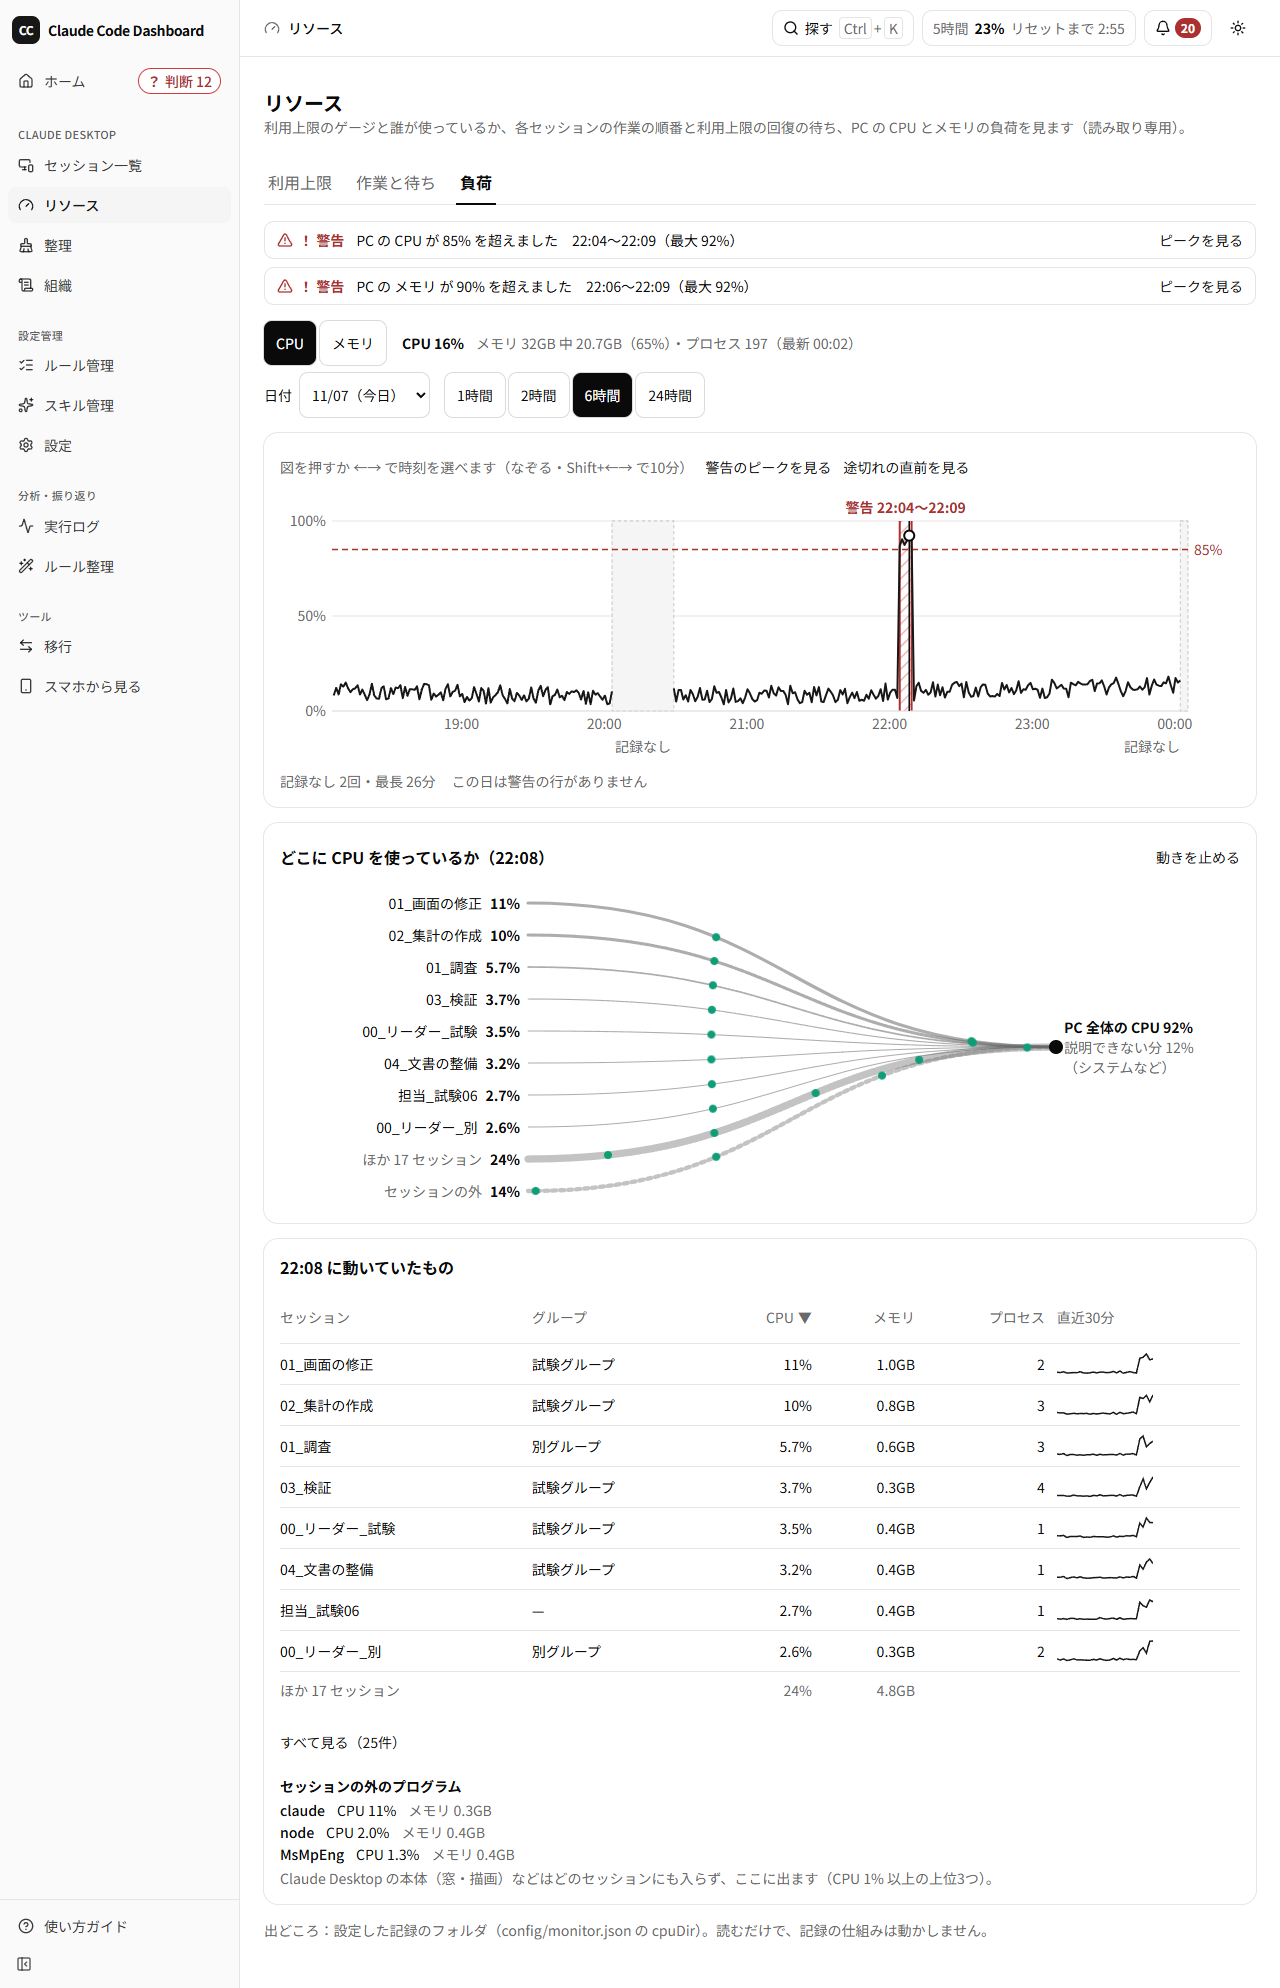 CC Claude Code Dashboard
ホーム
? 判断 12
CLAUDE DESKTOP
セッション一覧
リソース
整理
組織
設定管理
ルール管理
スキル管理
設定
分析・振り返り
実行ログ
ルール整理
ツール
移行
スマホから見る
使い方ガイド
リソース
探す Ctrl + K
5時間 23% リセットまで 2:55
20
リソース
利用上限のゲージと誰が使っているか、各セッションの作業の順番と利用上限の回復の待ち、PC の CPU とメモリの負荷を見ます（読み取り専用）。
利用上限 作業と待ち 負荷
! 警告 PC の CPU が 85% を超えました 22:04〜22:09（最大 92%） ピークを見る
! 警告 PC の メモリ が 90% を超えました 22:06〜22:09（最大 92%） ピークを見る
CPU メモリ CPU 16% メモリ 32GB 中 20.7GB（65%）・プロセス 197（最新 00:02）
日付 11/07（今日） 1時間 2時間 6時間 24時間
図を押すか ←→ で時刻を選べます（なぞる・Shift+←→ で10分） 警告のピークを見る 途切れの直前を見る
警告 22:04〜22:09
100%
85%
50%
0%
19:00 20:00 21:00 22:00 23:00 00:00
記録なし 記録なし
記録なし 2回・最長 26分 この日は警告の行がありません
どこに CPU を使っているか（22:08） 動きを止める
01_画面の修正 11%
02_集計の作成 10%
01_調査 5.7%
03_検証 3.7%
00_リーダー_試験 3.5%
04_文書の整備 3.2%
担当_試験06 2.7%
00_リーダー_別 2.6%
ほか 17 セッション 24%
セッションの外 14%
PC 全体の CPU 92%
説明できない分 12%
（システムなど）
22:08 に動いていたもの
セッション グループ CPU ▼ メモリ プロセス 直近30分
01_画面の修正 試験グループ 11% 1.0GB 2
02_集計の作成 試験グループ 10% 0.8GB 3
01_調査 別グループ 5.7% 0.6GB 3
03_検証 試験グループ 3.7% 0.3GB 4
00_リーダー_試験 試験グループ 3.5% 0.4GB 1
04_文書の整備 試験グループ 3.2% 0.4GB 1
担当_試験06 — 2.7% 0.4GB 1
00_リーダー_別 別グループ 2.6% 0.3GB 2
ほか 17 セッション 24% 4.8GB
すべて見る（25件）
セッションの外のプログラム
claude CPU 11% メモリ 0.3GB
node CPU 2.0% メモリ 0.4GB
MsMpEng CPU 1.3% メモリ 0.4GB
Claude Desktop の本体（窓・描画）などはどのセッションにも入らず、ここに出ます（CPU 1% 以上の上位3つ）。
出どころ：設定した記録のフォルダ（config/monitor.json の cpuDir）。読むだけで、記録の仕組みは動かしません。